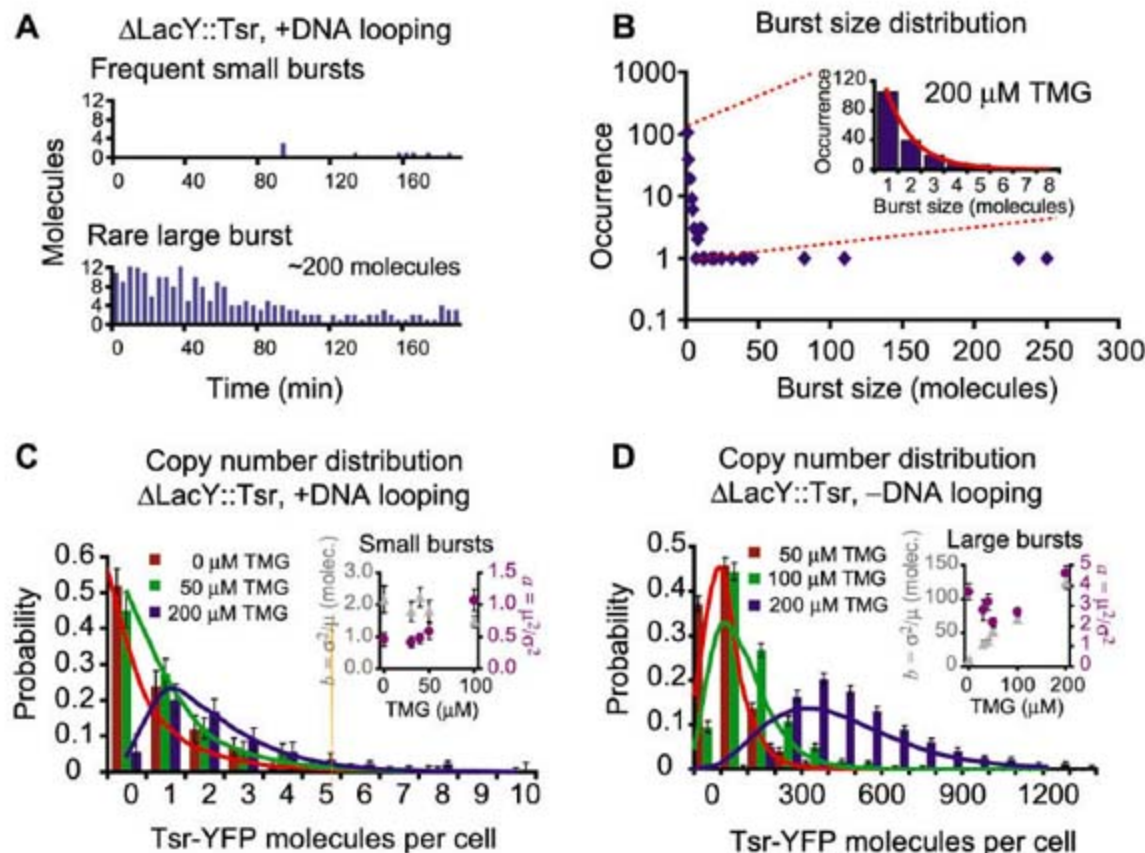 A
ΔLacY::Tsr, +DNA looping
Frequent small bursts
12
8
4
0
0 40 80 120 160
Rare large burst
~200 molecules
12
8
4
0
0 40 80 120 160
Molecules
Time (min)
B
Burst size distribution
1000
100
10
1
0.1
0 50 100 150 200 250 300
Occurrence
Burst size (molecules)
200 μM TMG
120
80
40
0
1 2 3 4 5 6 7 8
Occurrence
Burst size (molecules)
C
Copy number distribution
ΔLacY::Tsr, +DNA looping
0.6
0.5
0.4
0.3
0.2
0.1
0
0 1 2 3 4 5 6 7 8 9 10
Probability
Tsr-YFP molecules per cell
0 μM TMG
50 μM TMG
200 μM TMG
Small bursts
3.0
2.0
1.0
0.0
b = σ²/μ (molec.)
1.5
1.0
0.5
0.0
a = μ²/σ²
0 50 100
TMG (μM)
D
Copy number distribution
ΔLacY::Tsr, –DNA looping
0.5
0.4
0.3
0.2
0.1
0
0 300 600 900 1200
Probability
Tsr-YFP molecules per cell
50 μM TMG
100 μM TMG
200 μM TMG
Large bursts
150
100
50
0
b = σ²/μ (molec.)
5
4
3
2
1
0
a = μ²/σ²
0 100 200
TMG (μM)